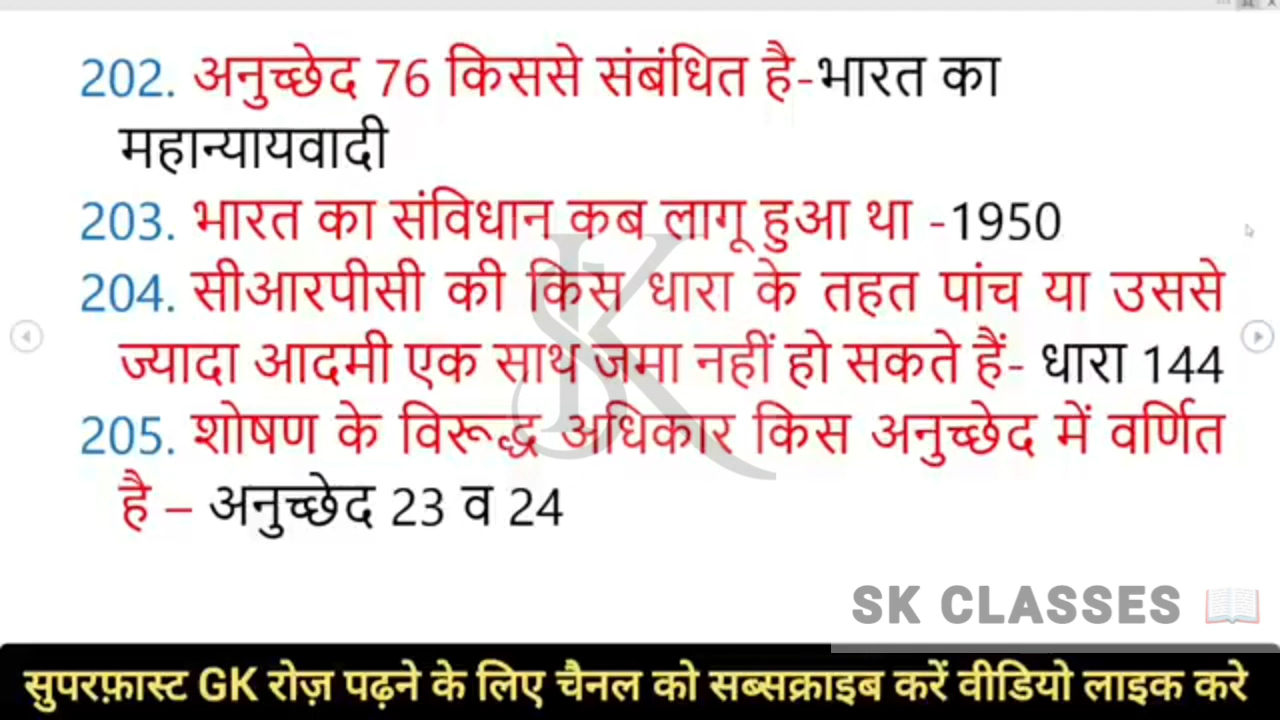 202. अनुच्छेद 76 किससे संबंधित है-भारत का
महान्यायवादी
203. भारत का संविधान कब लागू हुआ था -1950
204. सीआरपीसी की किस धारा के तहत पांच या उससे
ज्यादा आदमी एक साथ जमा नहीं हो सकते हैं- धारा 144
205. शोषण के विरूद्ध अधिकार किस अनुच्छेद में वर्णित
है – अनुच्छेद 23 व 24
SK CLASSES
सुपरफ़ास्ट GK रोज़ पढ़ने के लिए चैनल को सब्सक्राइब करें वीडियो लाइक करे